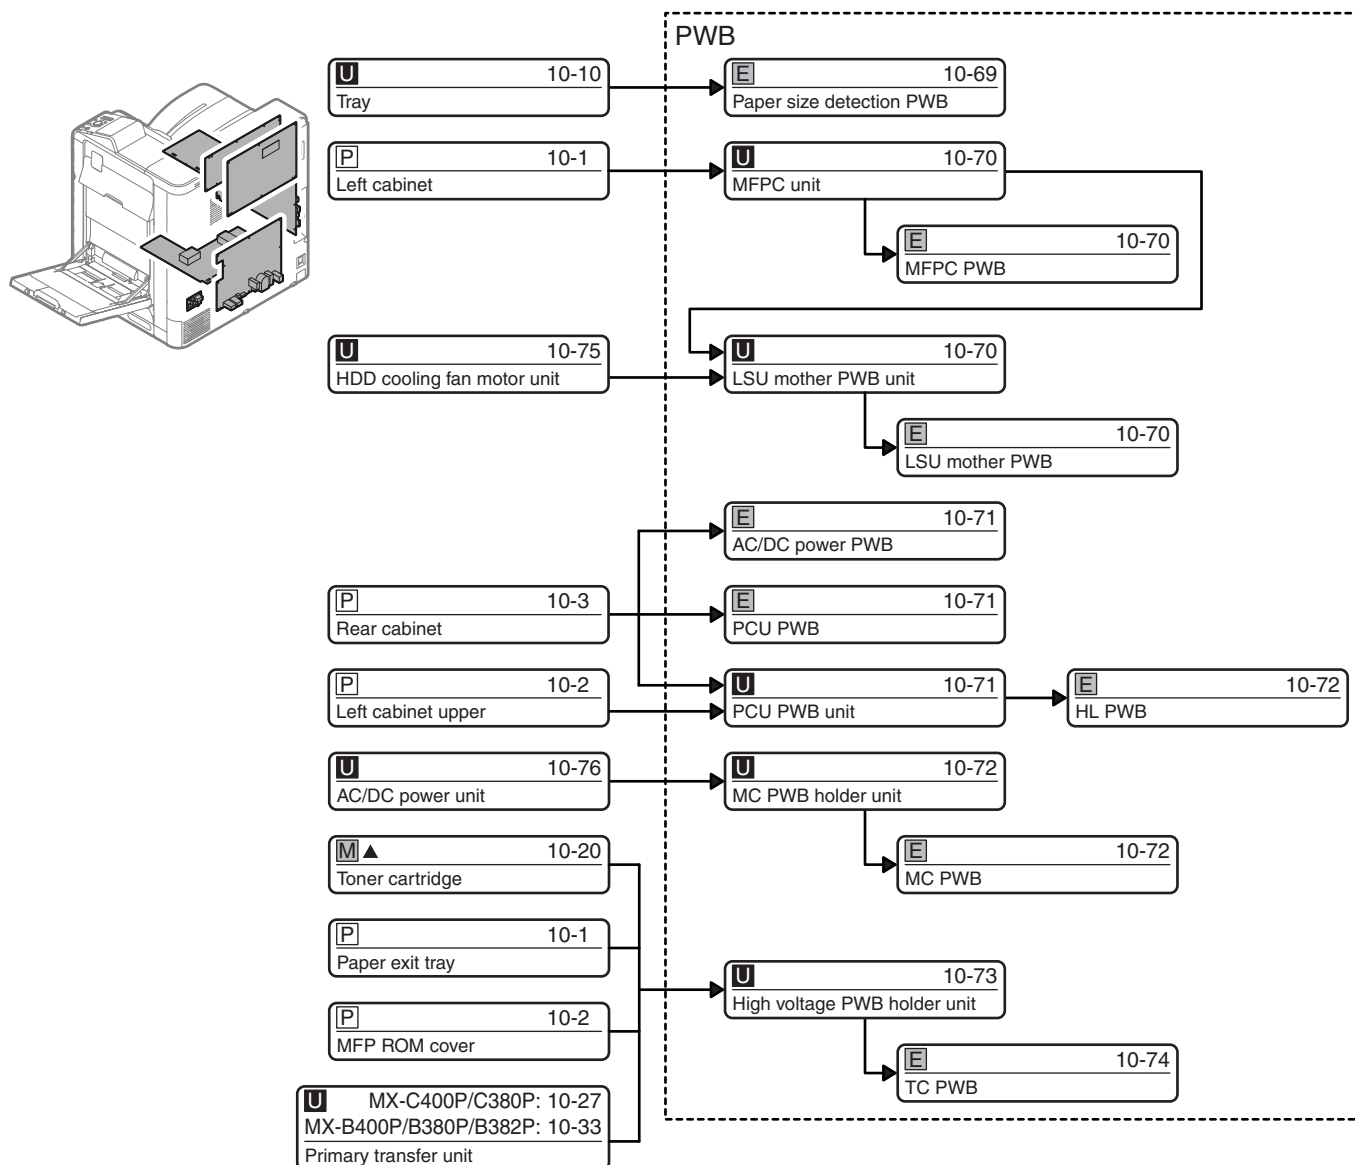 PWB
U 10-10
Tray
E 10-69
Paper size detection PWB
P 10-1
Left cabinet
U 10-70
MFPC unit
E 10-70
MFPC PWB
U 10-75
HDD cooling fan motor unit
U 10-70
LSU mother PWB unit
E 10-70
LSU mother PWB
E 10-71
AC/DC power PWB
P 10-3
Rear cabinet
E 10-71
PCU PWB
P 10-2
Left cabinet upper
U 10-71
PCU PWB unit
E 10-72
HL PWB
U 10-76
AC/DC power unit
U 10-72
MC PWB holder unit
M▲ 10-20
Toner cartridge
E 10-72
MC PWB
P 10-1
Paper exit tray
U 10-73
High voltage PWB holder unit
P 10-2
MFP ROM cover
E 10-74
TC PWB
U MX-C400P/C380P: 10-27
MX-B400P/B380P/B382P: 10-33
Primary transfer unit